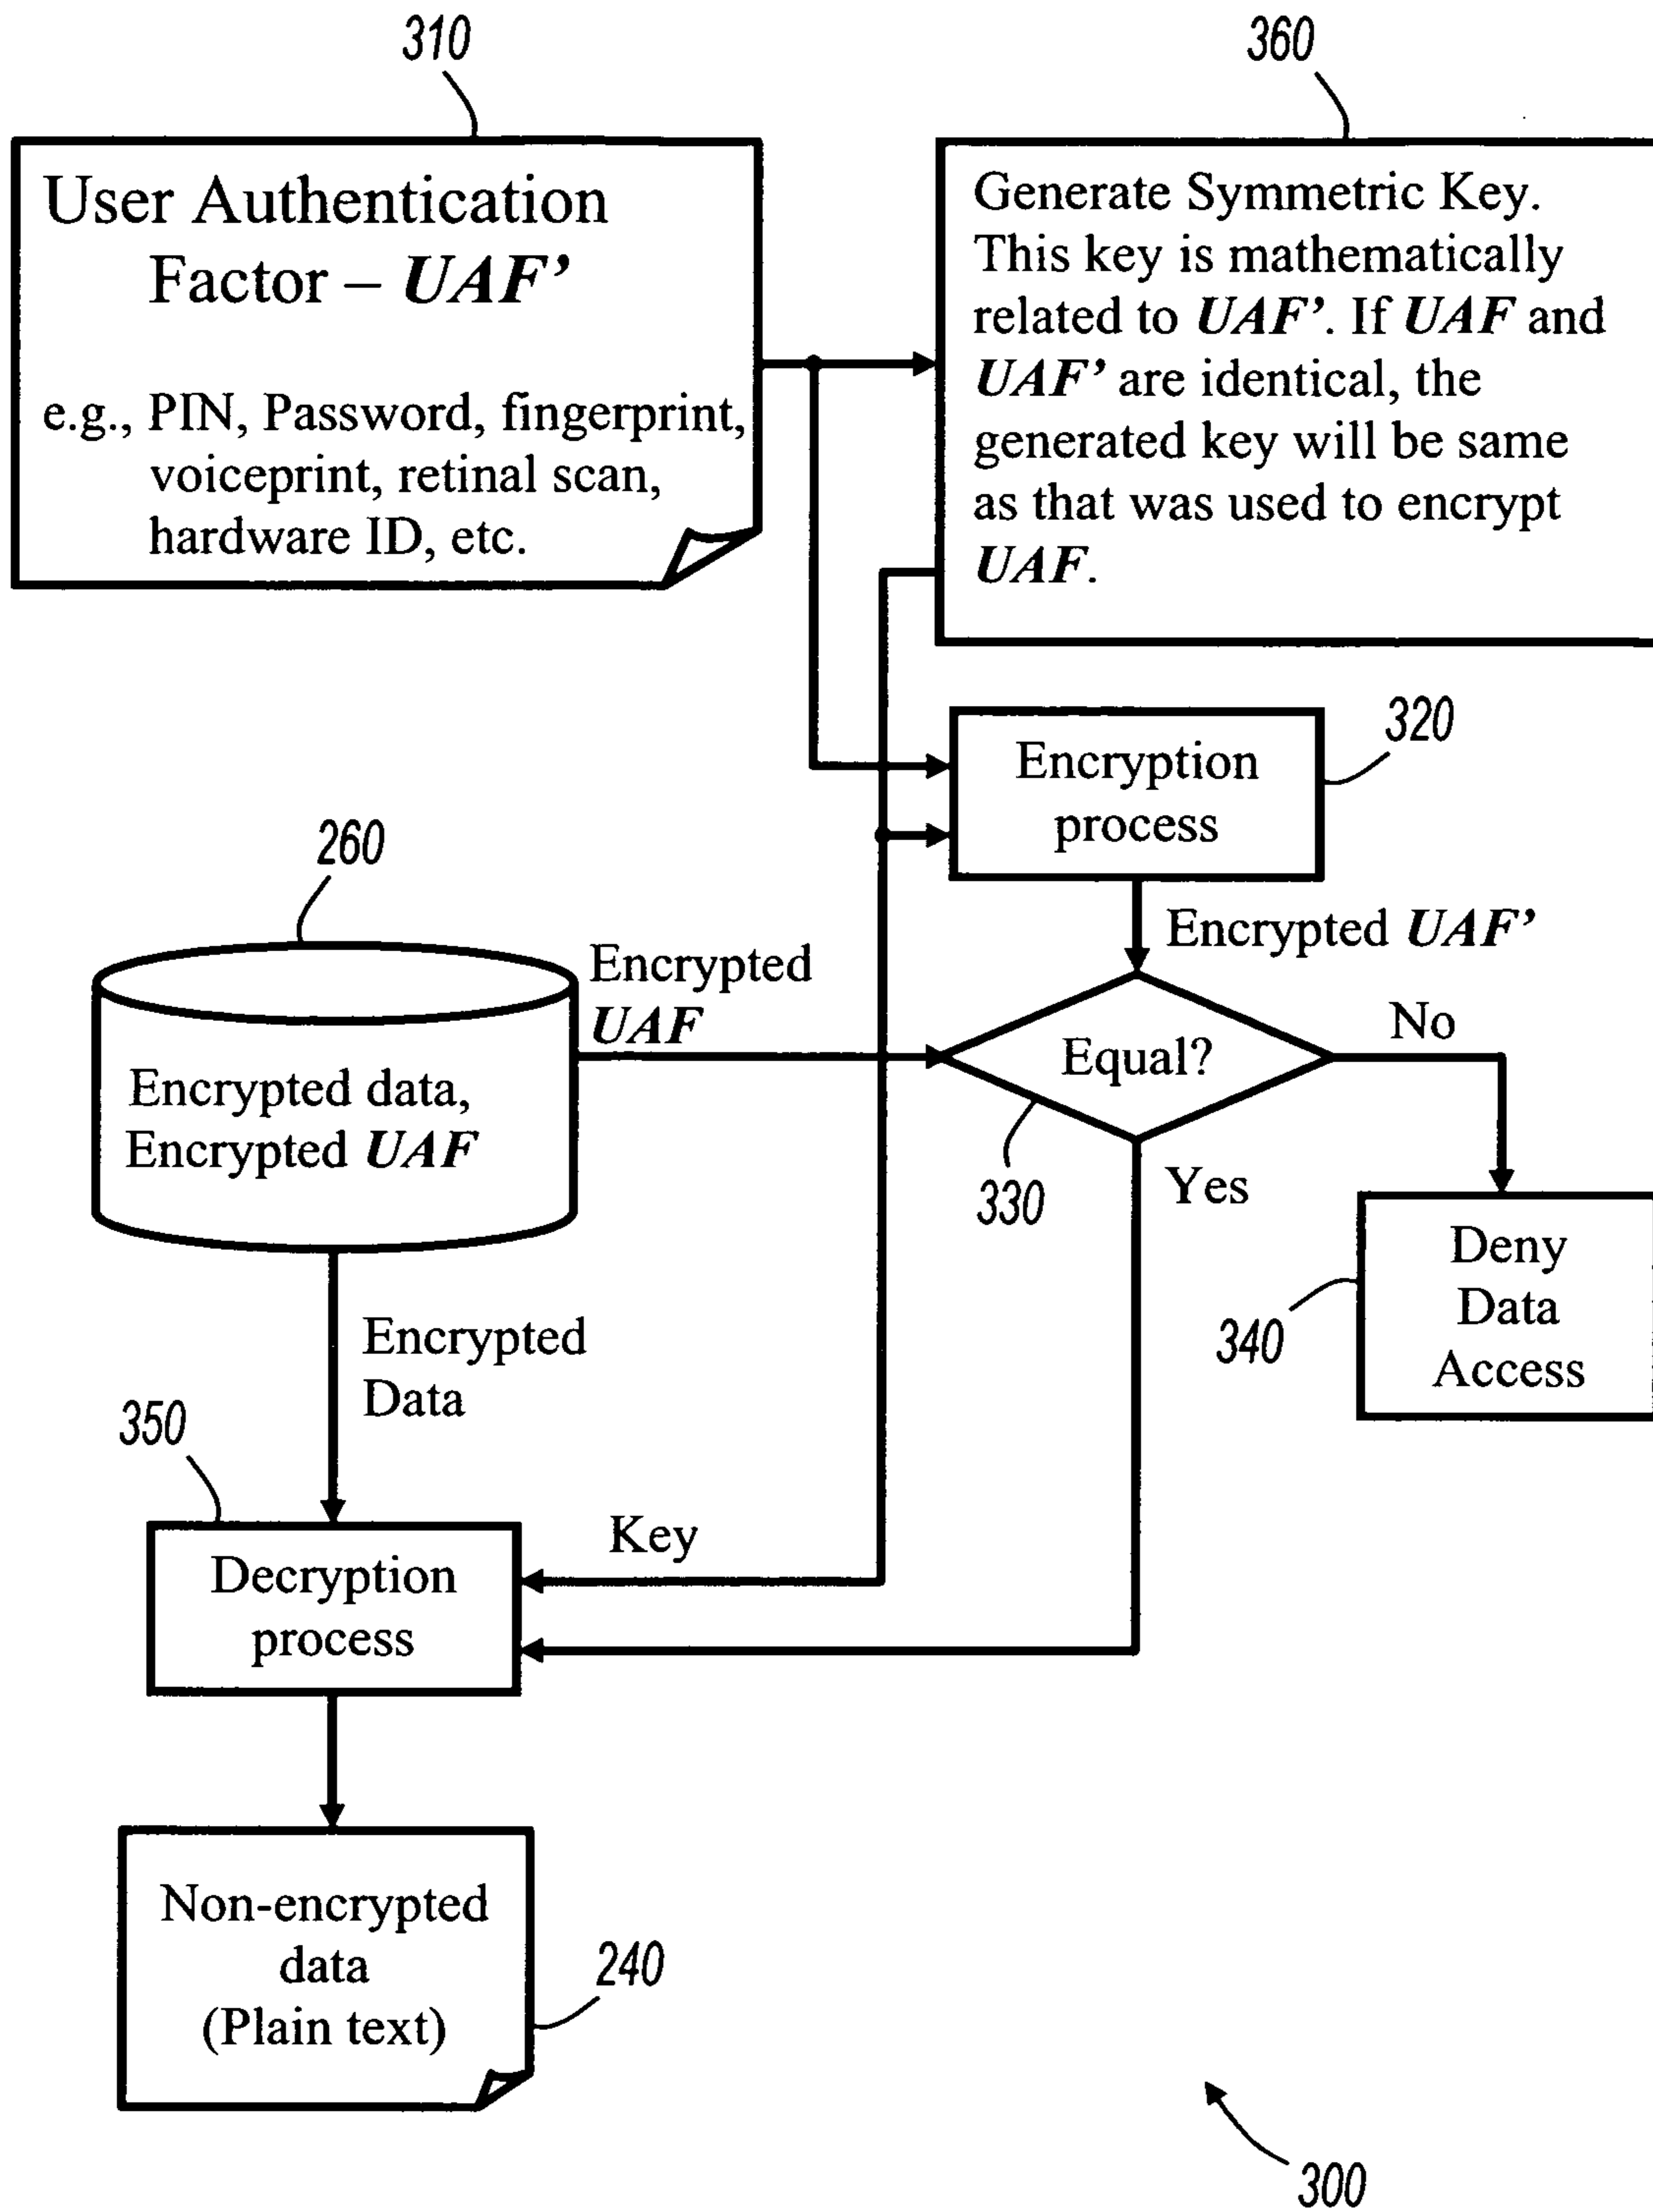 310
360
User Authentication
Factor – UAF’
e.g., PIN, Password, fingerprint,
voiceprint, retinal scan,
hardware ID, etc.
Generate Symmetric Key.
This key is mathematically
related to UAF’. If UAF and
UAF’ are identical, the
generated key will be same
as that was used to encrypt
UAF.
320
Encryption
process
260
Encrypted UAF’
Encrypted
UAF
No
Equal?
Encrypted data,
Encrypted UAF
330
Yes
Deny
Data
Access
340
Encrypted
Data
350
Key
Decryption
process
Non-encrypted
data
(Plain text)
240
300